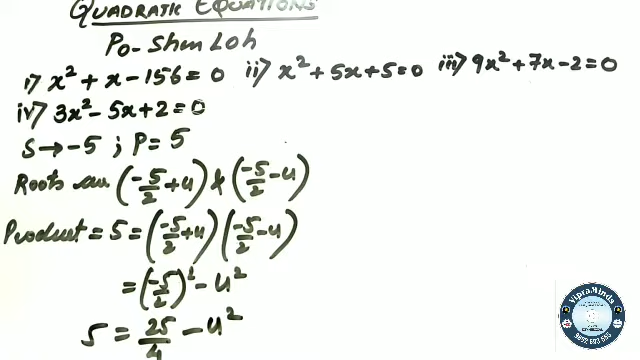 QUADRATIC EQUATIONS
Po-Shen Loh
i) x² + x - 156 = 0 ii) x² + 5x + 5 = 0 iii) 9x² + 7x - 2 = 0
iv) 3x² - 5x + 2 = 0
S → -5 ; P = 5
Roots are (-5/2 + u) & (-5/2 - u)
Product = 5 = (-5/2 + u) (-5/2 - u)
= (-5/2)² - u²
5 = 25/4 - u²
VipraMinds